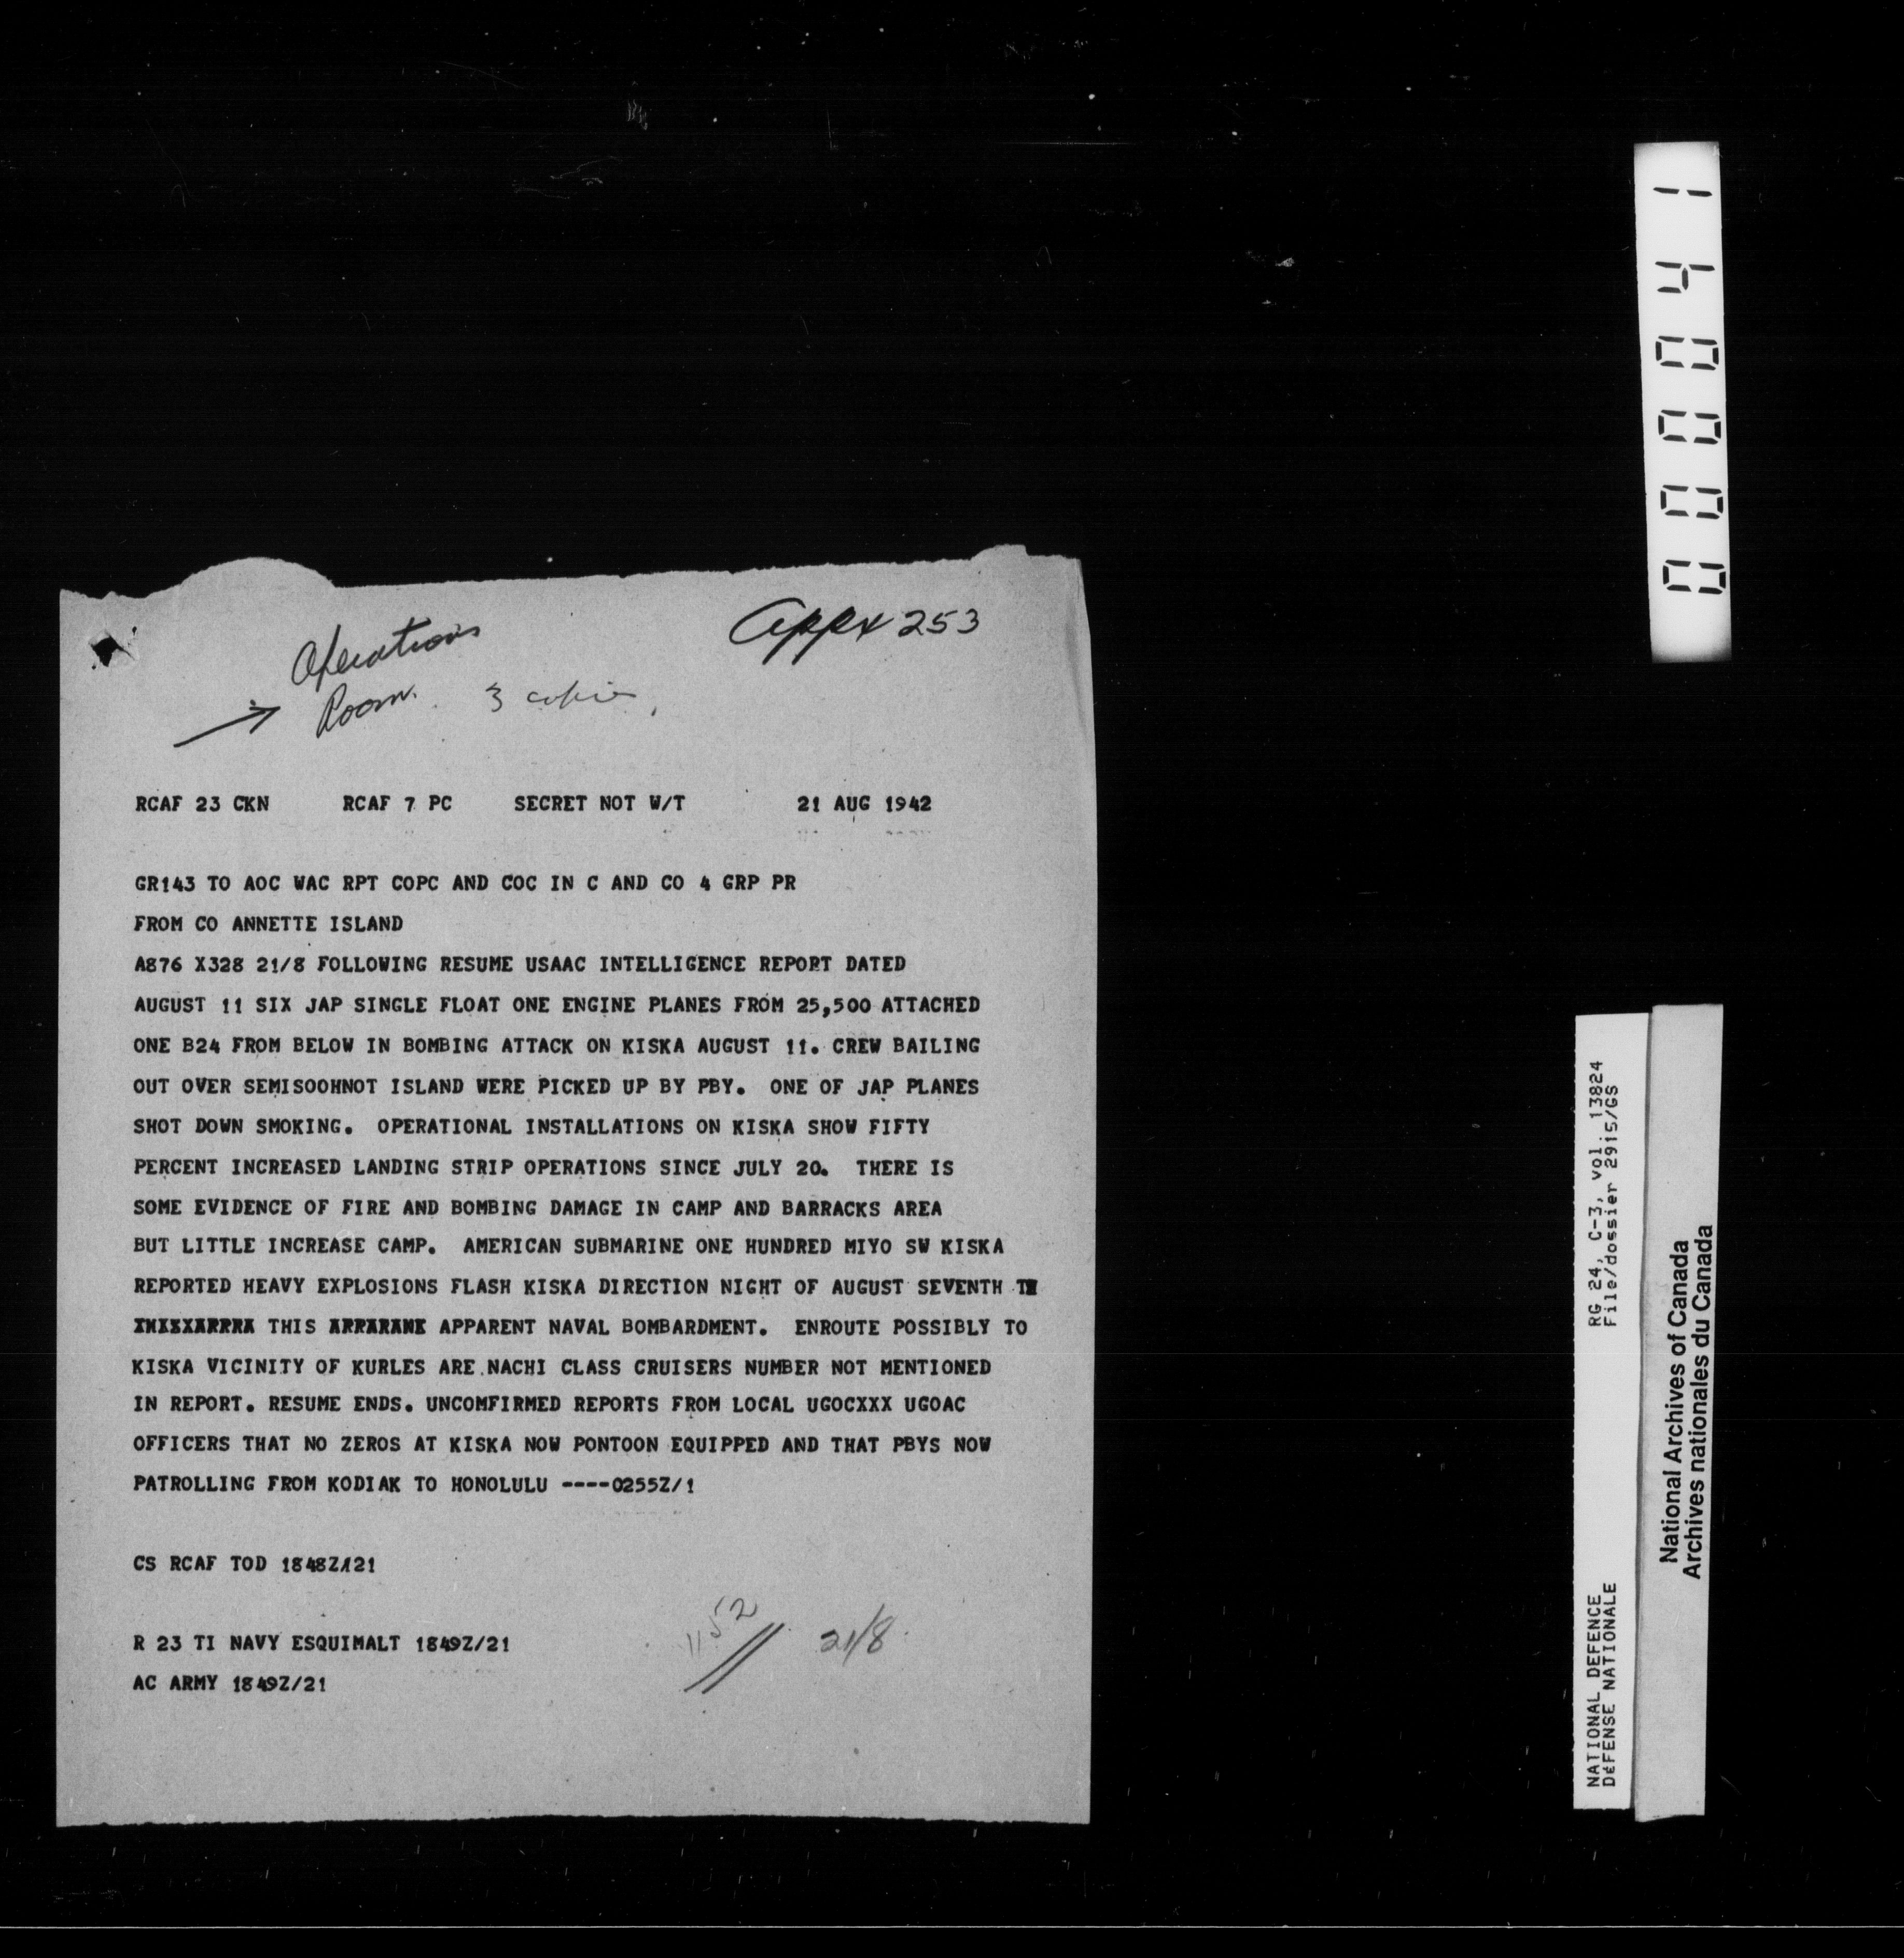 Appx 253
Operations
→ Room. 3 copies,
RCAF 23 CKN RCAF 7 PC SECRET NOT W/T 21 AUG 1942
GR143 TO AOC WAC RPT COPC AND COC IN C AND CO 4 GRP PR
FROM CO ANNETTE ISLAND
A876 X328 21/8 FOLLOWING RESUME USAAC INTELLIGENCE REPORT DATED
AUGUST 11 SIX JAP SINGLE FLOAT ONE ENGINE PLANES FROM 25,500 ATTACHED
ONE B24 FROM BELOW IN BOMBING ATTACK ON KISKA AUGUST 11. CREW BAILING
OUT OVER SEMISOOHNOT ISLAND WERE PICKED UP BY PBY. ONE OF JAP PLANES
SHOT DOWN SMOKING. OPERATIONAL INSTALLATIONS ON KISKA SHOW FIFTY
PERCENT INCREASED LANDING STRIP OPERATIONS SINCE JULY 20. THERE IS
SOME EVIDENCE OF FIRE AND BOMBING DAMAGE IN CAMP AND BARRACKS AREA
BUT LITTLE INCREASE CAMP. AMERICAN SUBMARINE ONE HUNDRED MIYO SW KISKA
REPORTED HEAVY EXPLOSIONS FLASH KISKA DIRECTION NIGHT OF AUGUST SEVENTH
THIS APPARENT NAVAL BOMBARDMENT. ENROUTE POSSIBLY TO
KISKA VICINITY OF KURLES ARE NACHI CLASS CRUISERS NUMBER NOT MENTIONED
IN REPORT. RESUME ENDS. UNCOMFIRMED REPORTS FROM LOCAL UGOCXXX UGOAC
OFFICERS THAT NO ZEROS AT KISKA NOW PONTOON EQUIPPED AND THAT PBYS NOW
PATROLLING FROM KODIAK TO HONOLULU ----0255Z/1
CS RCAF TOD 1848Z/21
R 23 TI NAVY ESQUIMALT 1849Z/21
AC ARMY 1849Z/21
1152 // 21/8
000041
RG 24, C-3, vol. 13824
File/dossier 2915/GS
NATIONAL DEFENCE
DÉFENSE NATIONALE
National Archives of Canada
Archives nationales du Canada